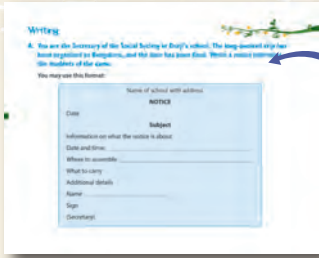 Writing
A. You are the Secretary of the Social Society in Donji's school. The long-awaited trip has
been organised to Bengaluru, and the date has been fixed. Write a notice informing
the students of the same.
You may use this format:
Name of school with address
NOTICE
Date
Subject
Information on what the notice is about
Date and time:
Where to assemble
What to carry
Additional details
Name
Sign
(Secretary)